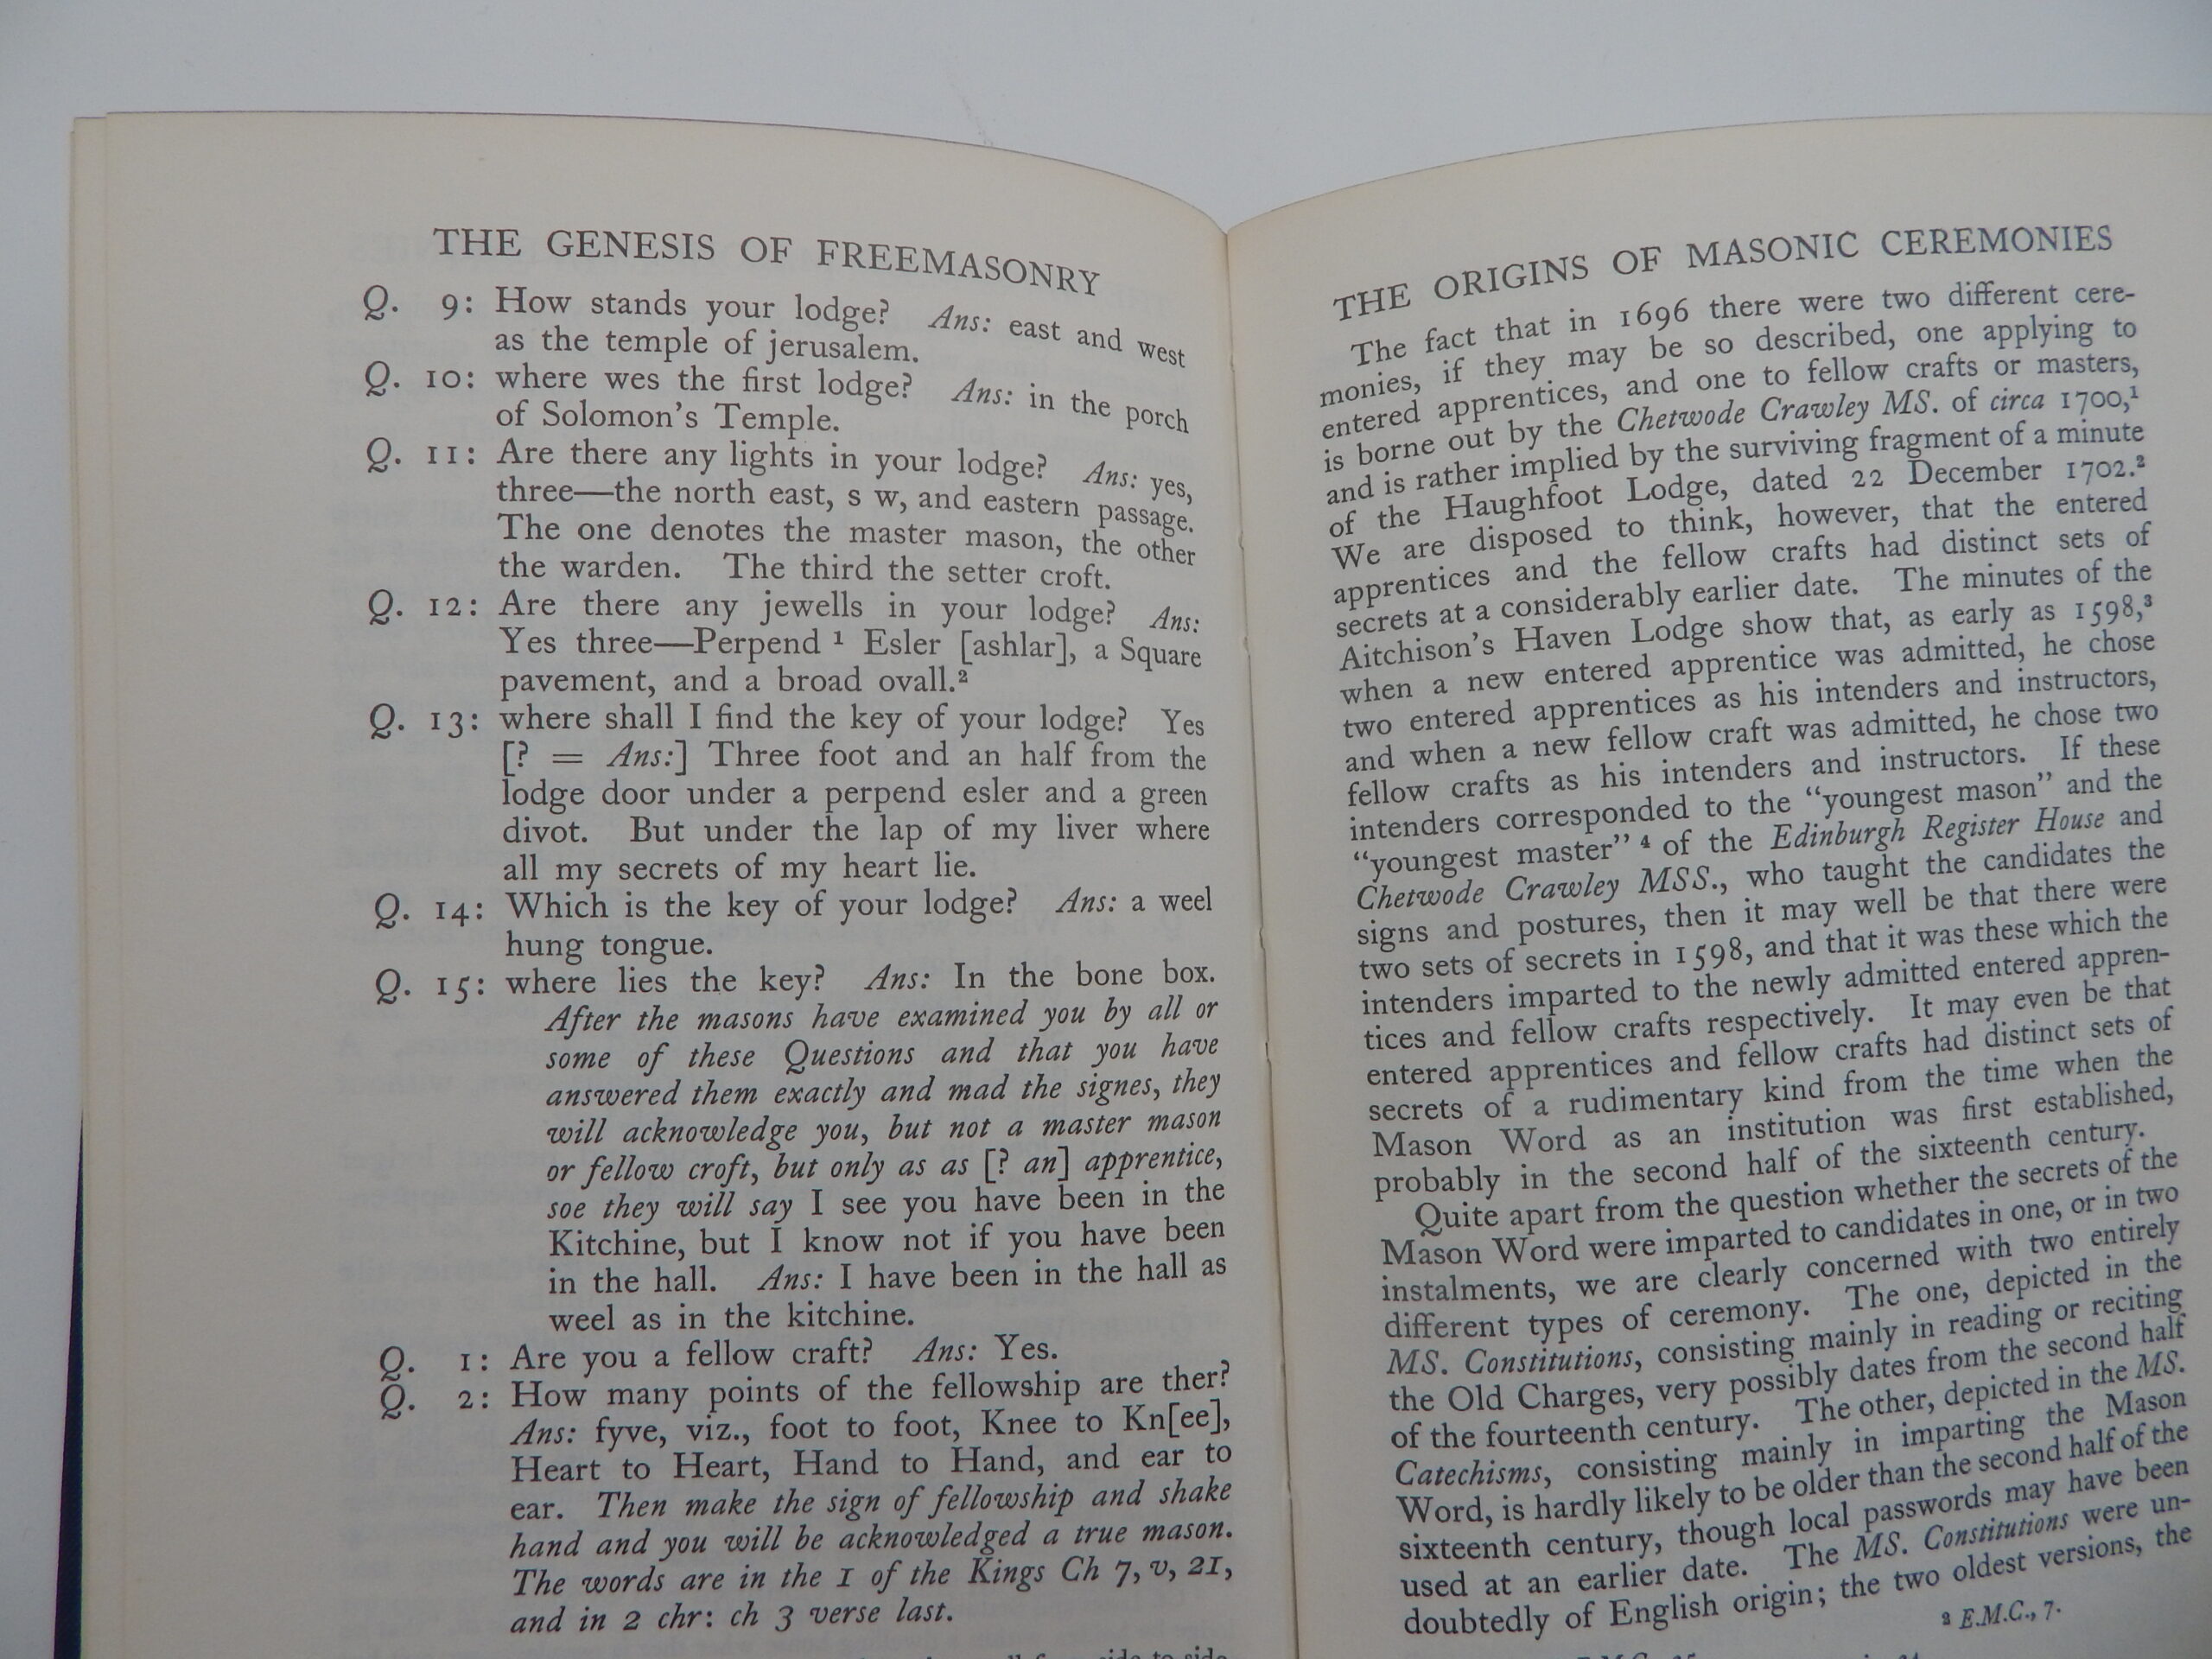 THE GENESIS OF FREEMASONRY
Q. 9: How stands your lodge? Ans: east and west
as the temple of jerusalem.
Q. 10: where wes the first lodge? Ans: in the porch
of Solomon's Temple.
Q. 11: Are there any lights in your lodge? Ans: yes,
three—the north east, s w, and eastern passage.
The one denotes the master mason, the other
the warden. The third the setter croft.
Q. 12: Are there any jewells in your lodge? Ans:
Yes three—Perpend ¹ Esler [ashlar], a Square
pavement, and a broad ovall.²
Q. 13: where shall I find the key of your lodge? Yes
[? = Ans:] Three foot and an half from the
lodge door under a perpend esler and a green
divot. But under the lap of my liver where
all my secrets of my heart lie.
Q. 14: Which is the key of your lodge? Ans: a weel
hung tongue.
Q. 15: where lies the key? Ans: In the bone box.
After the masons have examined you by all or
some of these Questions and that you have
answered them exactly and mad the signes, they
will acknowledge you, but not a master mason
or fellow croft, but only as as [? an] apprentice,
soe they will say I see you have been in the
Kitchine, but I know not if you have been
in the hall. Ans: I have been in the hall as
weel as in the kitchine.
Q. 1: Are you a fellow craft? Ans: Yes.
Q. 2: How many points of the fellowship are ther?
Ans: fyve, viz., foot to foot, Knee to Kn[ee],
Heart to Heart, Hand to Hand, and ear to
ear. Then make the sign of fellowship and shake
hand and you will be acknowledged a true mason.
The words are in the 1 of the Kings Ch 7, v, 21,
and in 2 chr: ch 3 verse last.
THE ORIGINS OF MASONIC CEREMONIES
The fact that in 1696 there were two different cere-
monies, if they may be so described, one applying to
entered apprentices, and one to fellow crafts or masters,
is borne out by the Chetwode Crawley MS. of circa 1700,¹
and is rather implied by the surviving fragment of a minute
of the Haughfoot Lodge, dated 22 December 1702.²
We are disposed to think, however, that the entered
apprentices and the fellow crafts had distinct sets of
secrets at a considerably earlier date. The minutes of the
Aitchison's Haven Lodge show that, as early as 1598,³
when a new entered apprentice was admitted, he chose
two entered apprentices as his intenders and instructors,
and when a new fellow craft was admitted, he chose two
fellow crafts as his intenders and instructors. If these
intenders corresponded to the "youngest mason" and the
"youngest master" ⁴ of the Edinburgh Register House and
Chetwode Crawley MSS., who taught the candidates the
signs and postures, then it may well be that there were
two sets of secrets in 1598, and that it was these which the
intenders imparted to the newly admitted entered appren-
tices and fellow crafts respectively. It may even be that
entered apprentices and fellow crafts had distinct sets of
secrets of a rudimentary kind from the time when the
Mason Word as an institution was first established,
probably in the second half of the sixteenth century.
Quite apart from the question whether the secrets of the
Mason Word were imparted to candidates in one, or in two
instalments, we are clearly concerned with two entirely
different types of ceremony. The one, depicted in the
MS. Constitutions, consisting mainly in reading or reciting
the Old Charges, very possibly dates from the second half
of the fourteenth century. The other, depicted in the MS.
Catechisms, consisting mainly in imparting the Mason
Word, is hardly likely to be older than the second half of the
sixteenth century, though local passwords may have been
used at an earlier date. The MS. Constitutions were un-
doubtedly of English origin; the two oldest versions, the
³ E.M.C., 7.